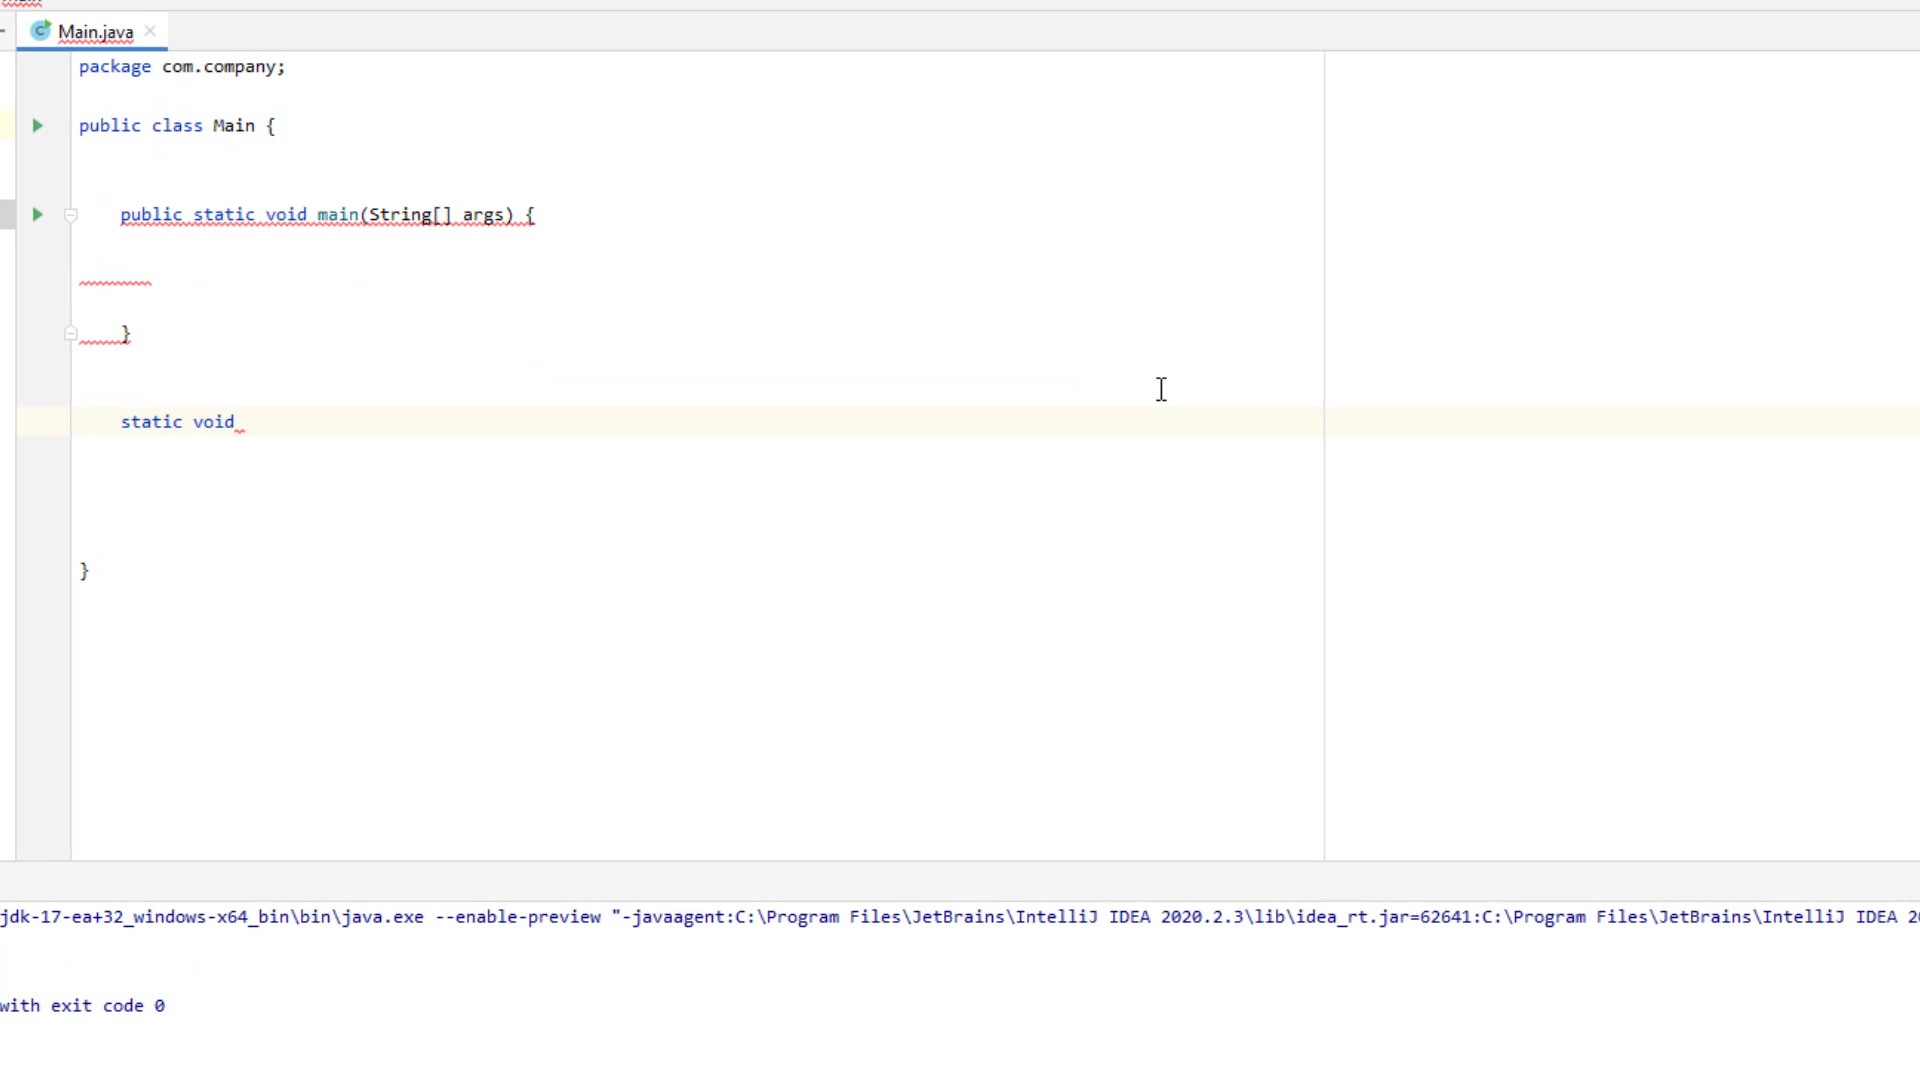 Main.java
package com.company;
public class Main {
public static void main(String[] args) {
}
static void
}
jdk-17-ea+32_windows-x64_bin\bin\java.exe --enable-preview "-javaagent:C:\Program Files\JetBrains\IntelliJ IDEA 2020.2.3\lib\idea_rt.jar=62641:C:\Program Files\JetBrains\IntelliJ IDEA
with exit code 0